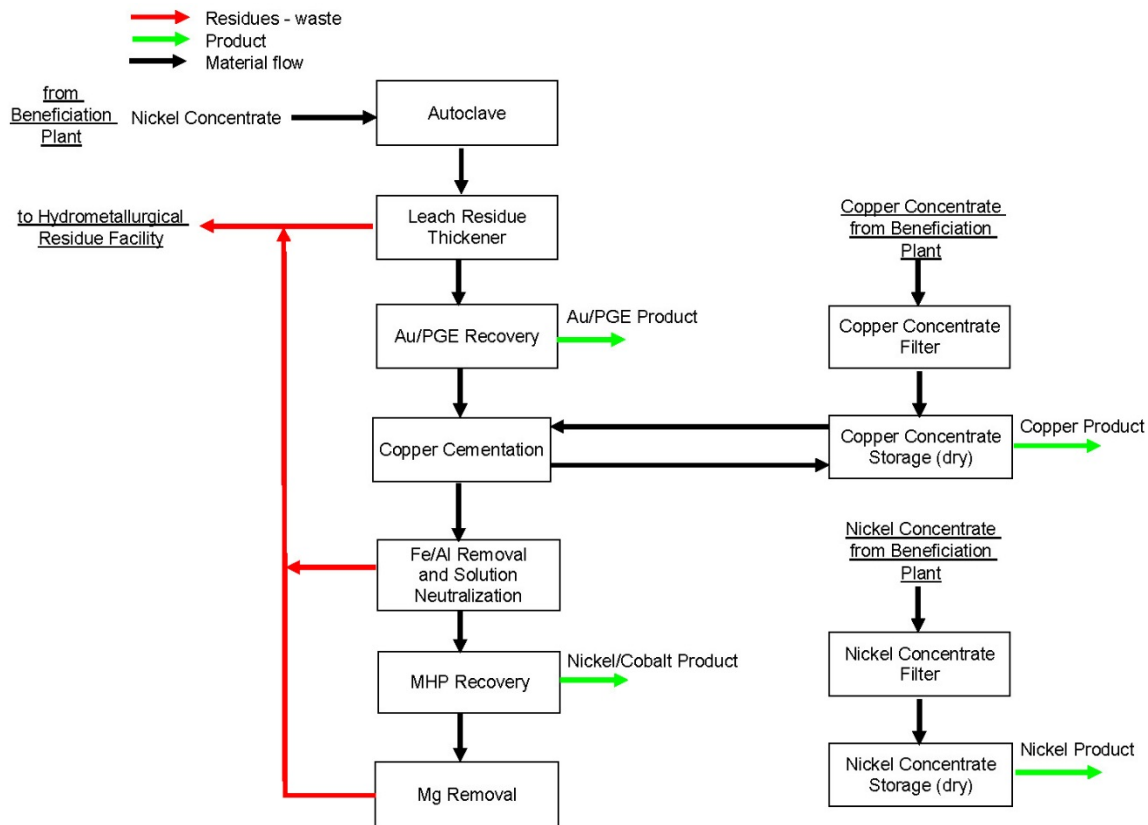 Residues - waste
Product
Material flow
from
Beneficiation
Plant
Nickel Concentrate
Autoclave
to Hydrometallurgical
Residue Facility
Leach Residue
Thickener
Au/PGE Recovery
Au/PGE Product
Copper Cementation
Fe/Al Removal
and Solution
Neutralization
MHP Recovery
Nickel/Cobalt Product
Mg Removal
Copper Concentrate
from Beneficiation
Plant
Copper Concentrate
Filter
Copper Concentrate
Storage (dry)
Copper Product
Nickel Concentrate
from Beneficiation
Plant
Nickel Concentrate
Filter
Nickel Concentrate
Storage (dry)
Nickel Product